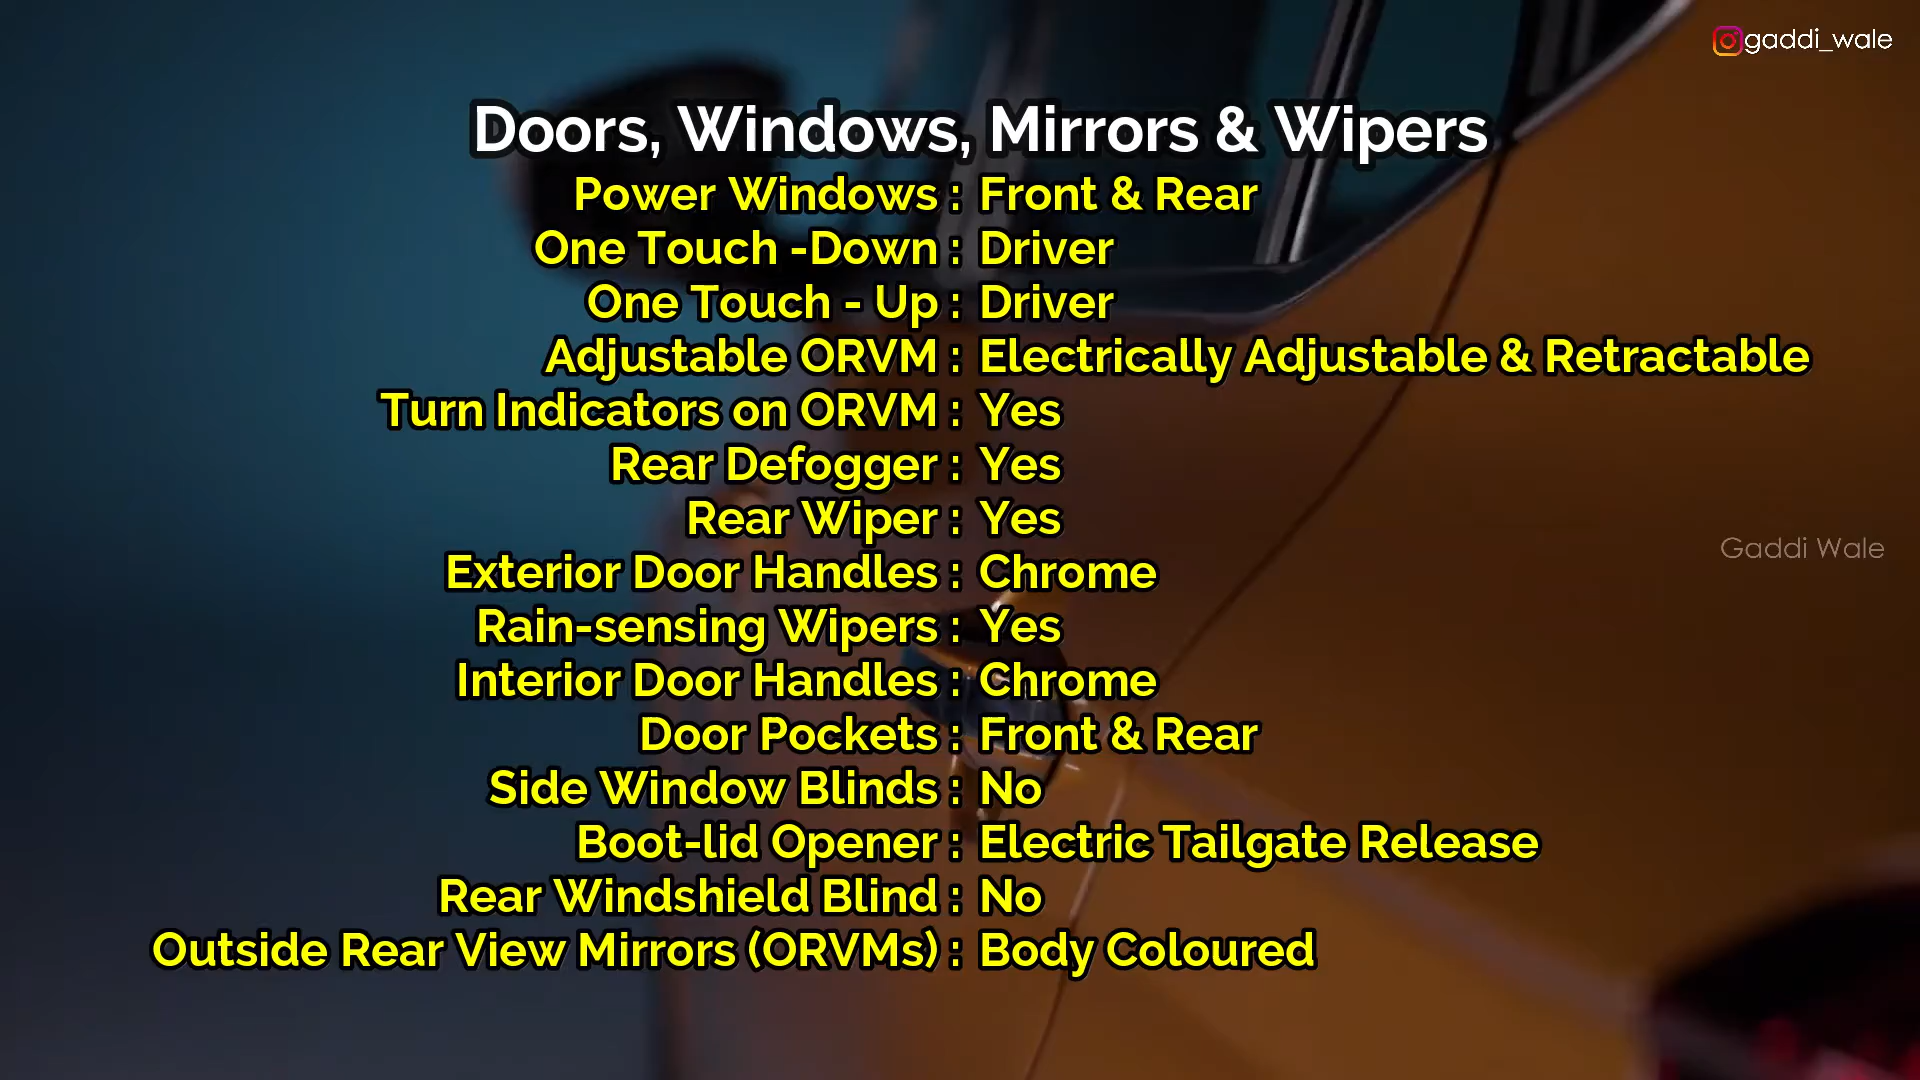 gaddi_wale
Doors, Windows, Mirrors & Wipers
Power Windows : Front & Rear
One Touch -Down : Driver
One Touch - Up : Driver
Adjustable ORVM : Electrically Adjustable & Retractable
Turn Indicators on ORVM : Yes
Rear Defogger : Yes
Rear Wiper : Yes
Exterior Door Handles : Chrome
Gaddi Wale
Rain-sensing Wipers : Yes
Interior Door Handles : Chrome
Door Pockets : Front & Rear
Side Window Blinds : No
Boot-lid Opener : Electric Tailgate Release
Rear Windshield Blind : No
Outside Rear View Mirrors (ORVMs) : Body Coloured